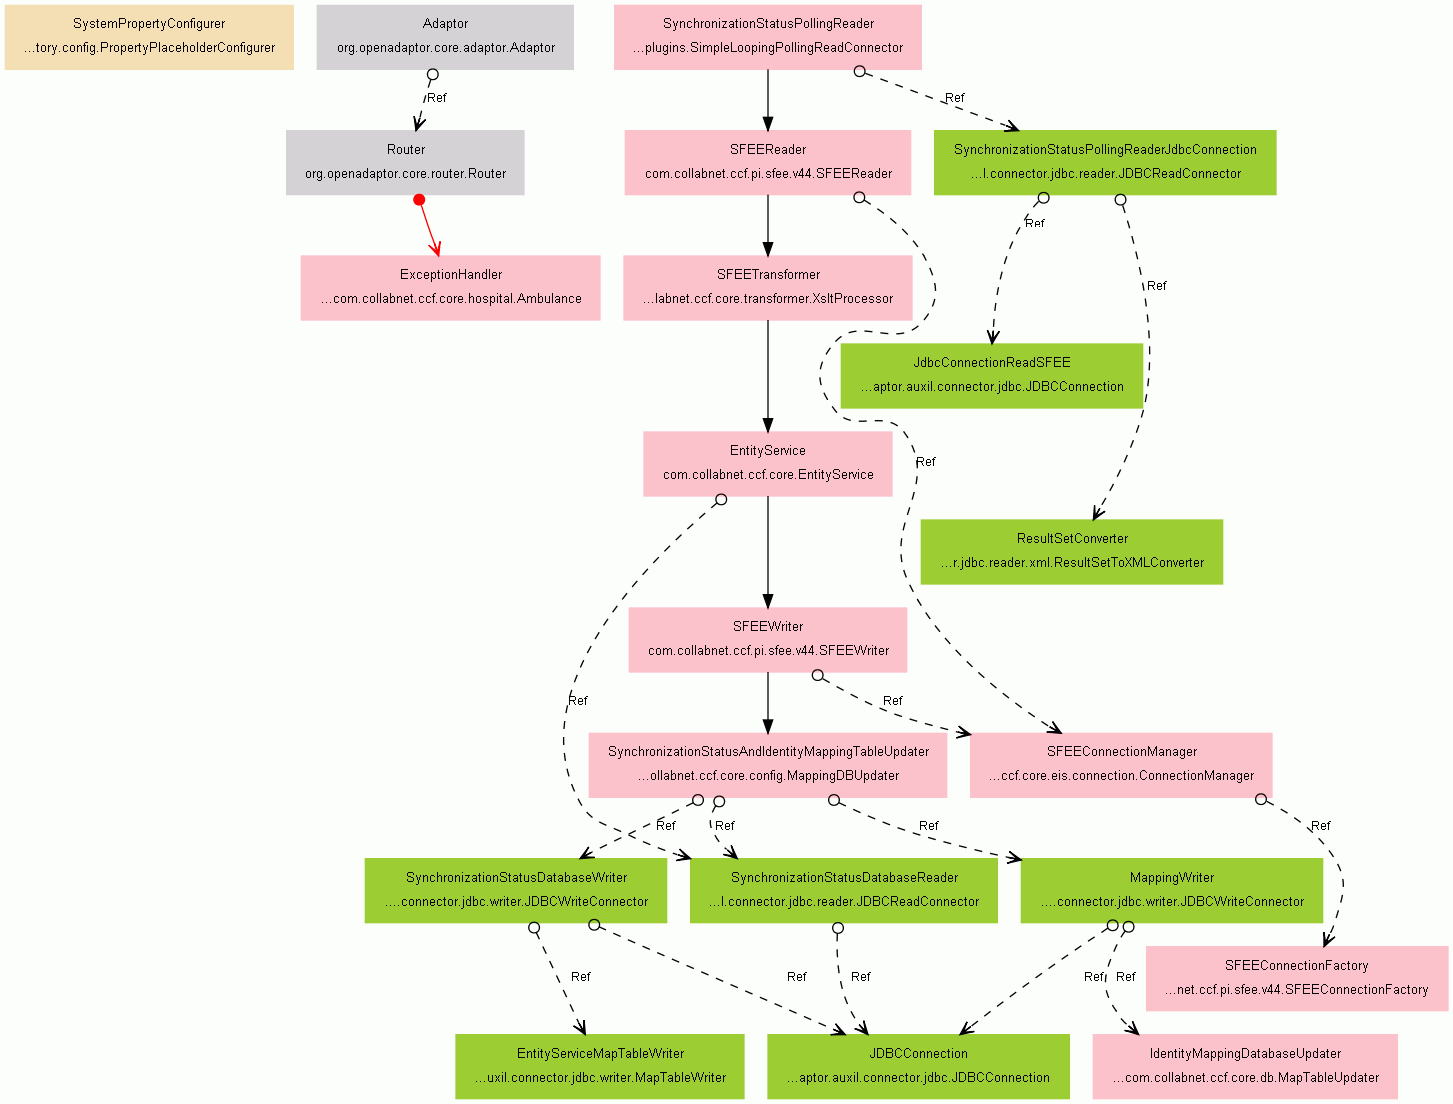 SystemPropertyConfigurer
...tory.config.PropertyPlaceholderConfigurer
Adaptor
org.openadaptor.core.adaptor.Adaptor
SynchronizationStatusPollingReader
...plugins.SimpleLoopingPollingReadConnector
Ref
Ref
Router
org.openadaptor.core.router.Router
SFEEReader
com.collabnet.ccf.pi.sfee.v44.SFEEReader
SynchronizationStatusPollingReaderJdbcConnection
...l.connector.jdbc.reader.JDBCReadConnector
Ref
ExceptionHandler
...com.collabnet.ccf.core.hospital.Ambulance
SFEETransformer
...labnet.ccf.core.transformer.XsltProcessor
Ref
JdbcConnectionReadSFEE
...aptor.auxil.connector.jdbc.JDBCConnection
EntityService
com.collabnet.ccf.core.EntityService
Ref
ResultSetConverter
...r.jdbc.reader.xml.ResultSetToXMLConverter
SFEEWriter
com.collabnet.ccf.pi.sfee.v44.SFEEWriter
Ref
Ref
SynchronizationStatusAndIdentityMappingTableUpdater
...ollabnet.ccf.core.config.MappingDBUpdater
SFEEConnectionManager
...ccf.core.eis.connection.ConnectionManager
Ref
Ref
Ref
Ref
SynchronizationStatusDatabaseWriter
....connector.jdbc.writer.JDBCWriteConnector
SynchronizationStatusDatabaseReader
...l.connector.jdbc.reader.JDBCReadConnector
MappingWriter
....connector.jdbc.writer.JDBCWriteConnector
Ref
Ref
Ref
Ref
Ref
SFEEConnectionFactory
...net.ccf.pi.sfee.v44.SFEEConnectionFactory
EntityServiceMapTableWriter
...uxil.connector.jdbc.writer.MapTableWriter
JDBCConnection
...aptor.auxil.connector.jdbc.JDBCConnection
IdentityMappingDatabaseUpdater
...com.collabnet.ccf.core.db.MapTableUpdater